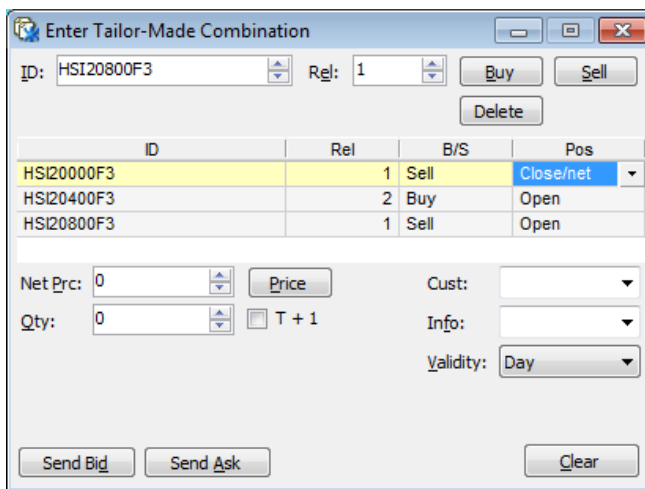 Enter Tailor-Made Combination
ID: HSI20800F3 Rel: 1 Buy Sell
Delete
ID Rel B/S Pos
HSI20000F3 1 Sell Close/net
HSI20400F3 2 Buy Open
HSI20800F3 1 Sell Open
Net Prc: 0 Price Cust:
Qty: 0 T + 1 Info:
Validity: Day
Send Bid Send Ask Clear